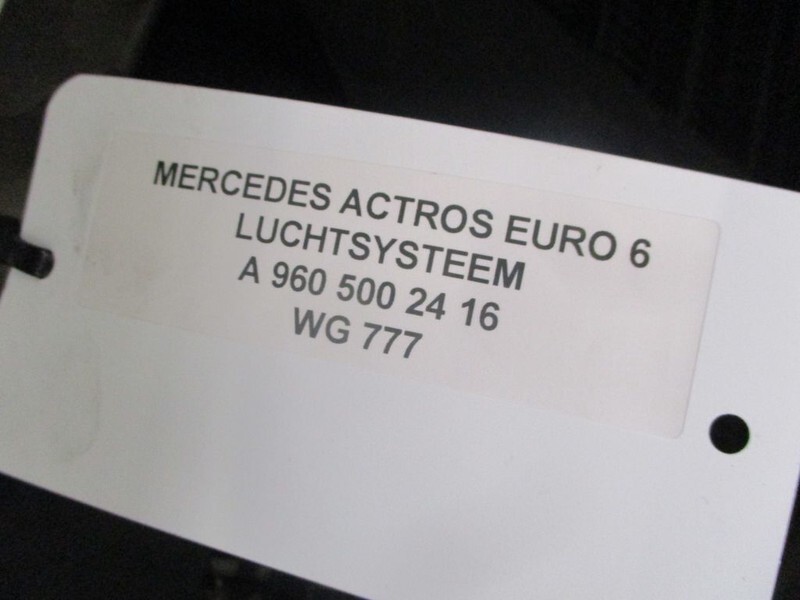 MERCEDES ACTROS EURO 6
LUCHTSYSTEEM
A 960 500 24 16
WG 777